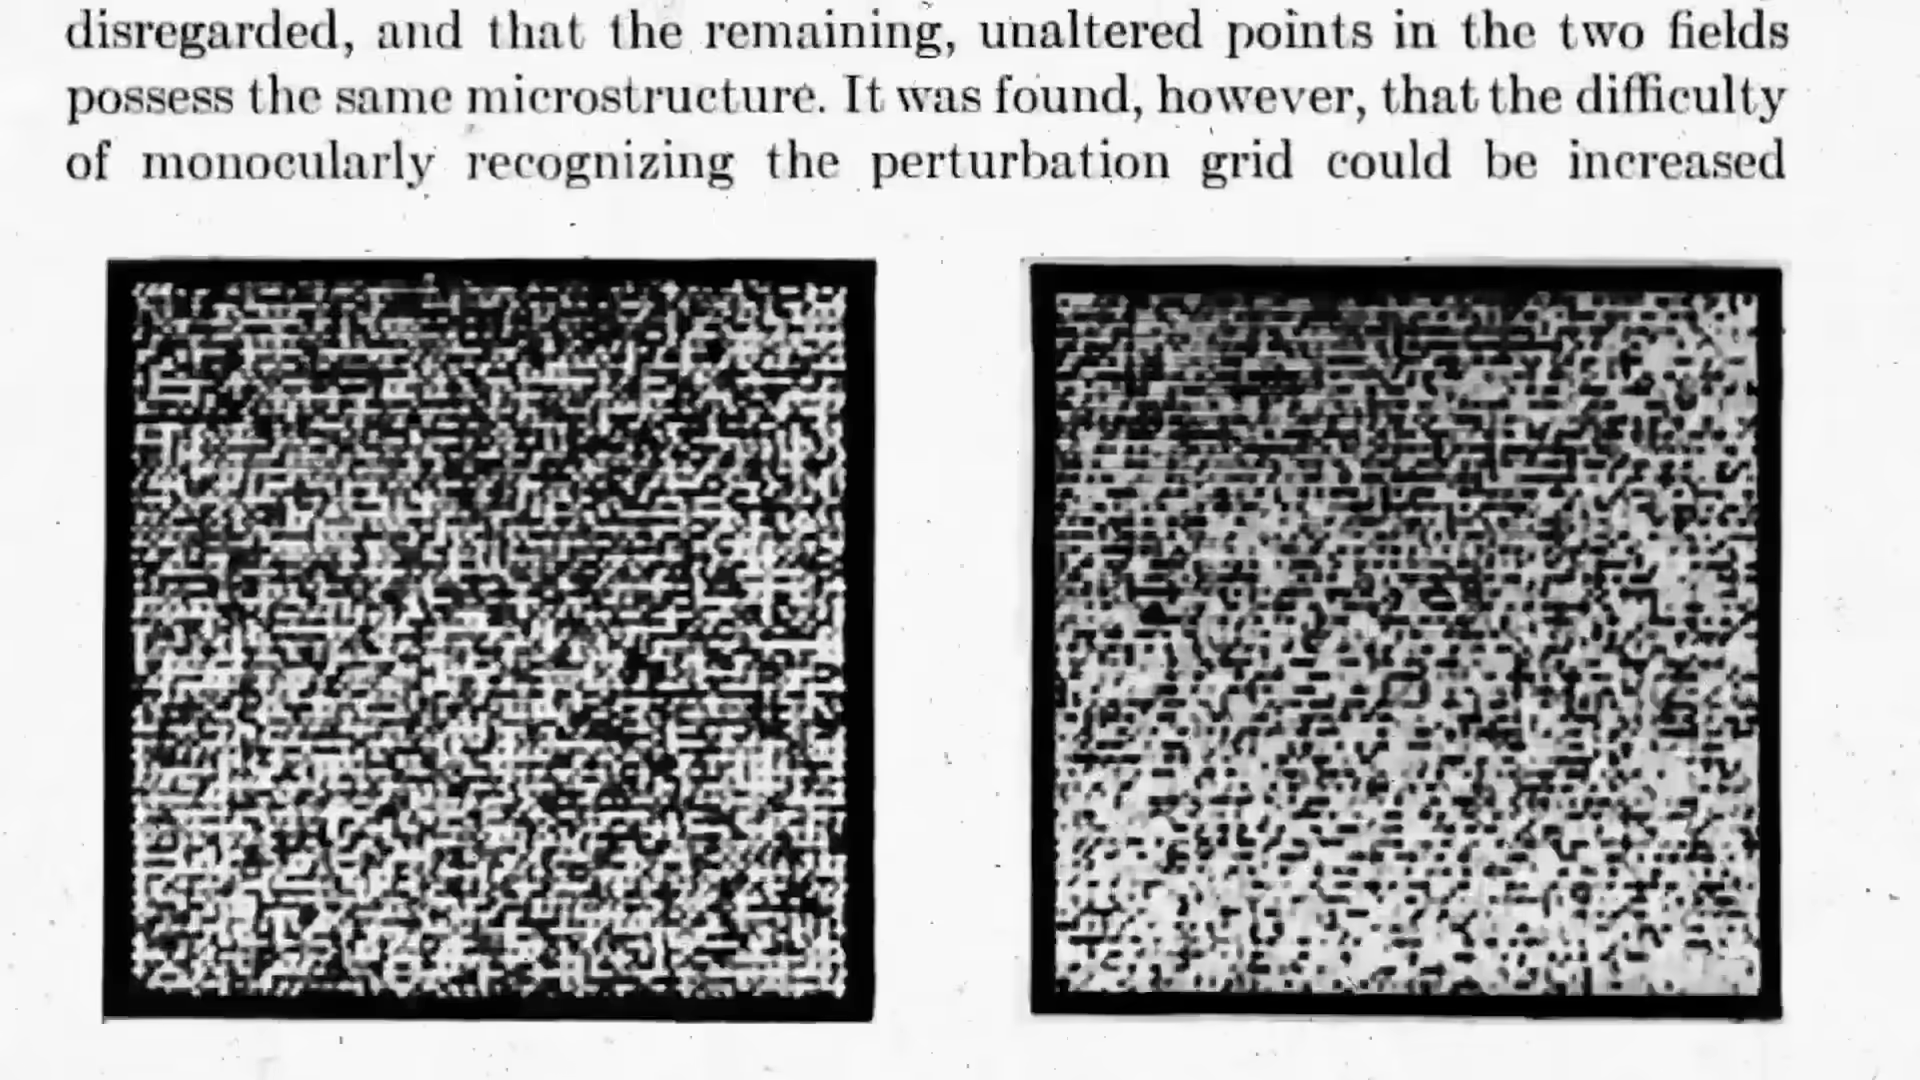 disregarded, and that the remaining, unaltered points in the two fields
possess the same microstructure. It was found, however, that the difficulty
of monocularly recognizing the perturbation grid could be increased